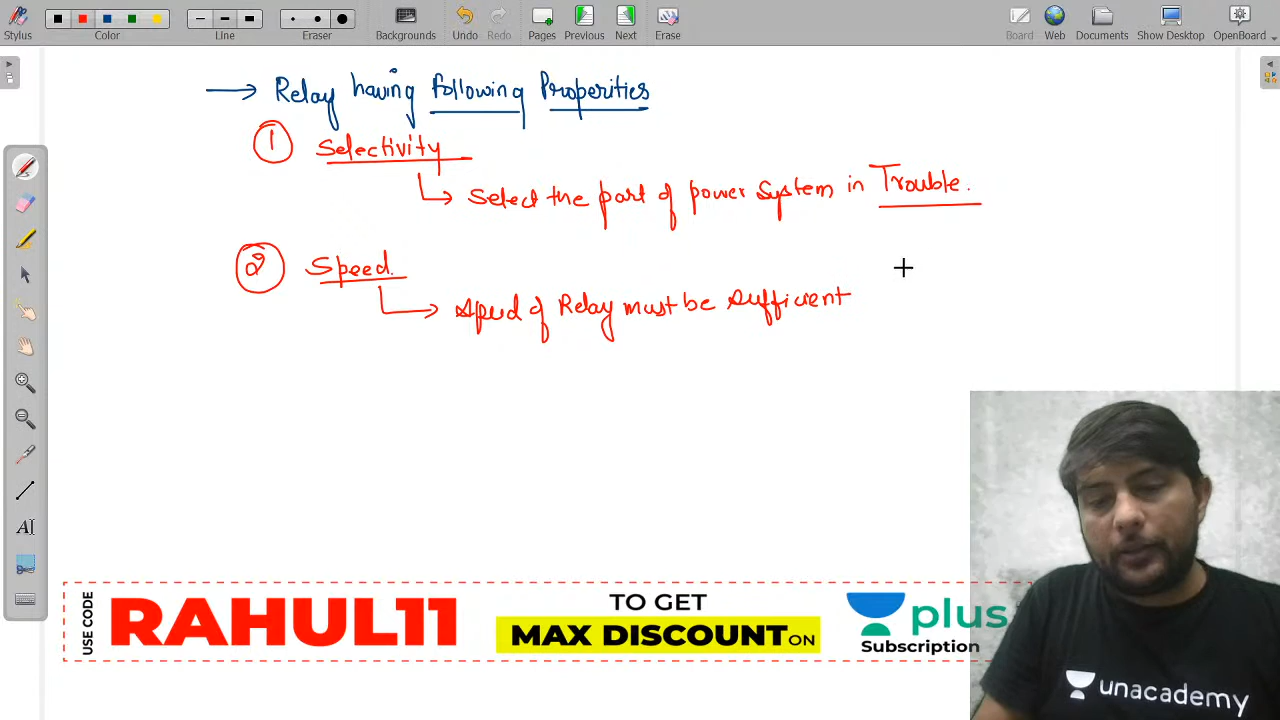 Stylus
Color
Line
Eraser
Backgrounds
Undo
Redo
Pages
Previous
Next
Erase
Board
Web
Documents
Show Desktop
OpenBoard
→ Relay having following Properities
① Selectivity
↳ Select the part of power System in Trouble.
② Speed.
↳ Speed of Relay must be Sufficient
AI
USE CODE
RAHUL11
TO GET
MAX DISCOUNT ON
plus
Subscription
unacademy